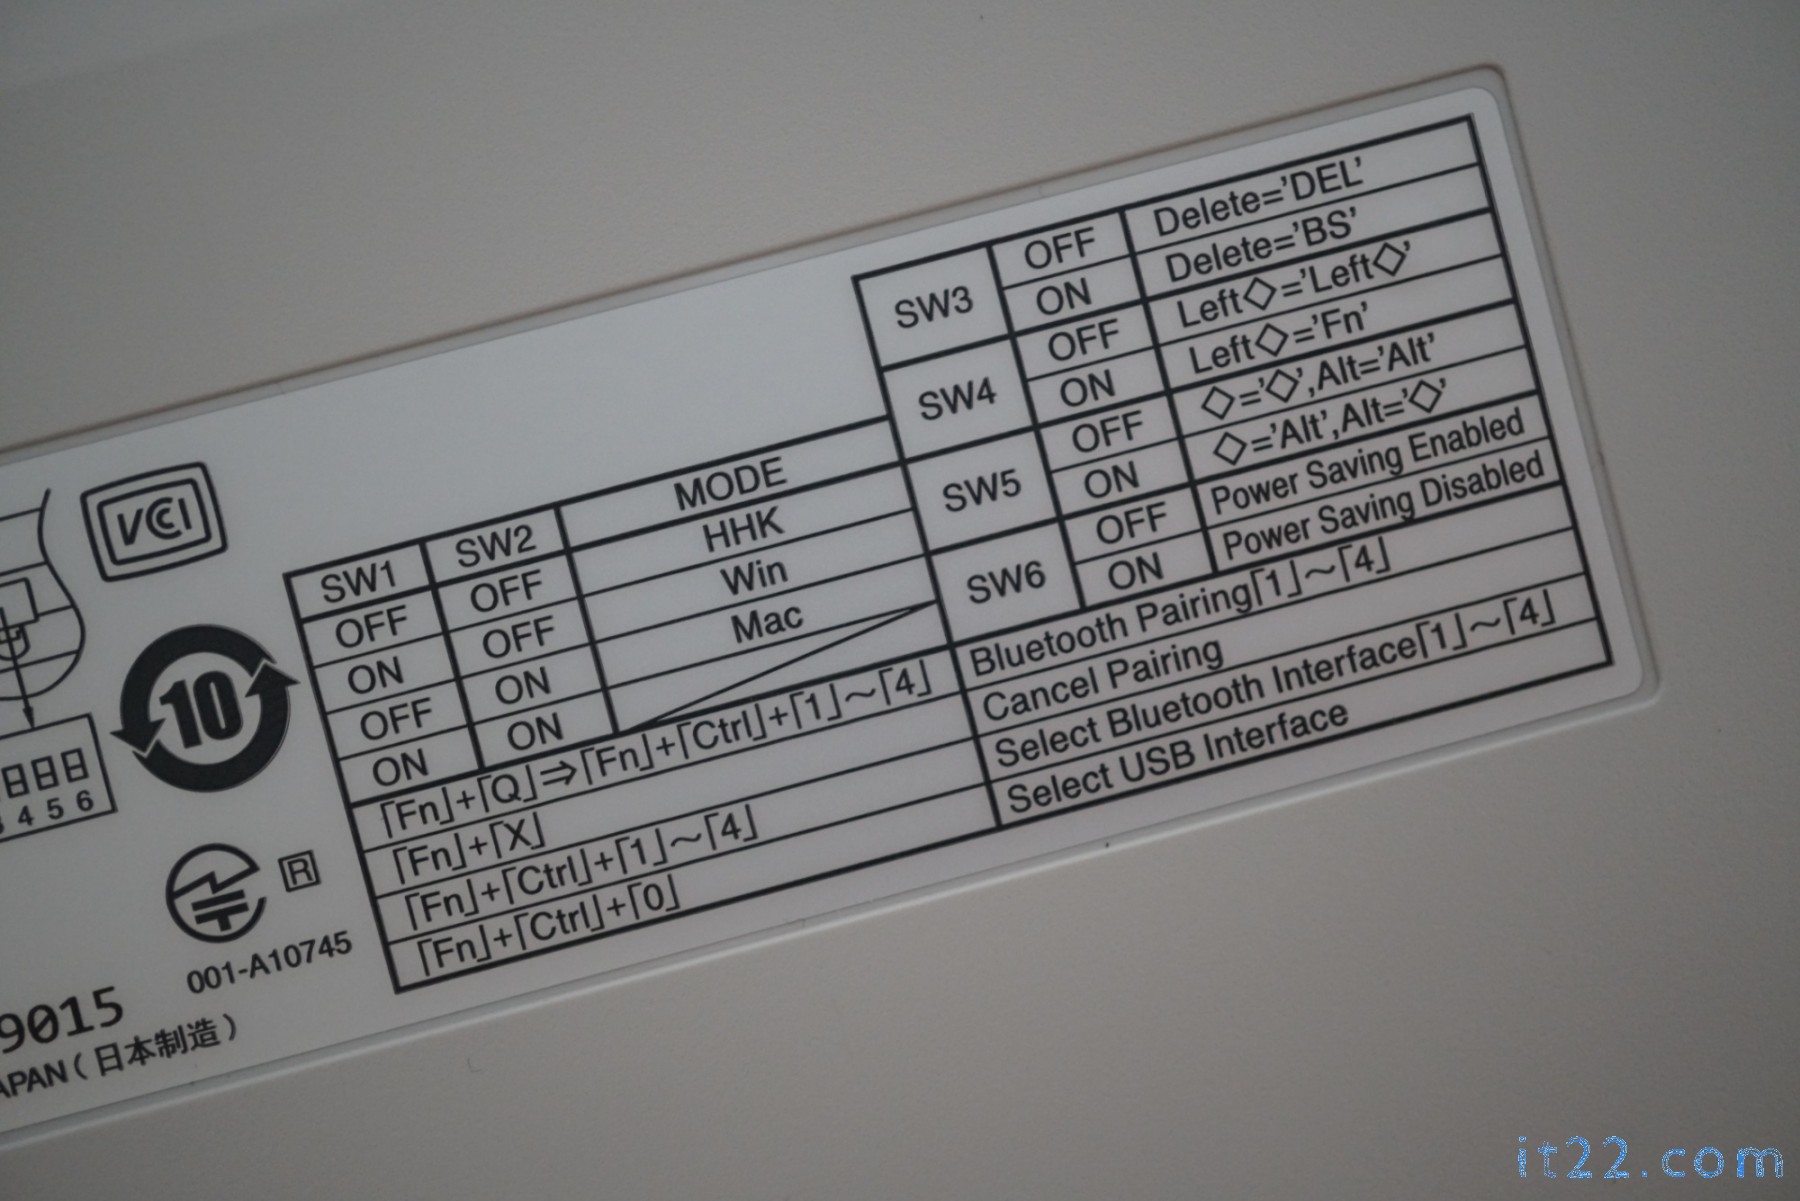 SW3 OFF Delete='DEL'
ON Delete='BS'
SW4 OFF Left◇='Left◇'
ON Left◇='Fn'
SW5 OFF ◇='◇',Alt='Alt'
ON ◇='Alt',Alt='◇'
SW6 OFF Power Saving Enabled
ON Power Saving Disabled
SW1 SW2 MODE
OFF OFF HHK
ON OFF Win
OFF ON Mac
ON ON
「Fn」+「Q」⇒「Fn」+「Ctrl」+「1」～「4」 Bluetooth Pairing「1」～「4」
「Fn」+「X」 Cancel Pairing
「Fn」+「Ctrl」+「1」～「4」 Select Bluetooth Interface「1」～「4」
「Fn」+「Ctrl」+「0」 Select USB Interface
VCCI
10
4 5 6
R
001-A10745
9015
APAN(日本制造)
it22.com